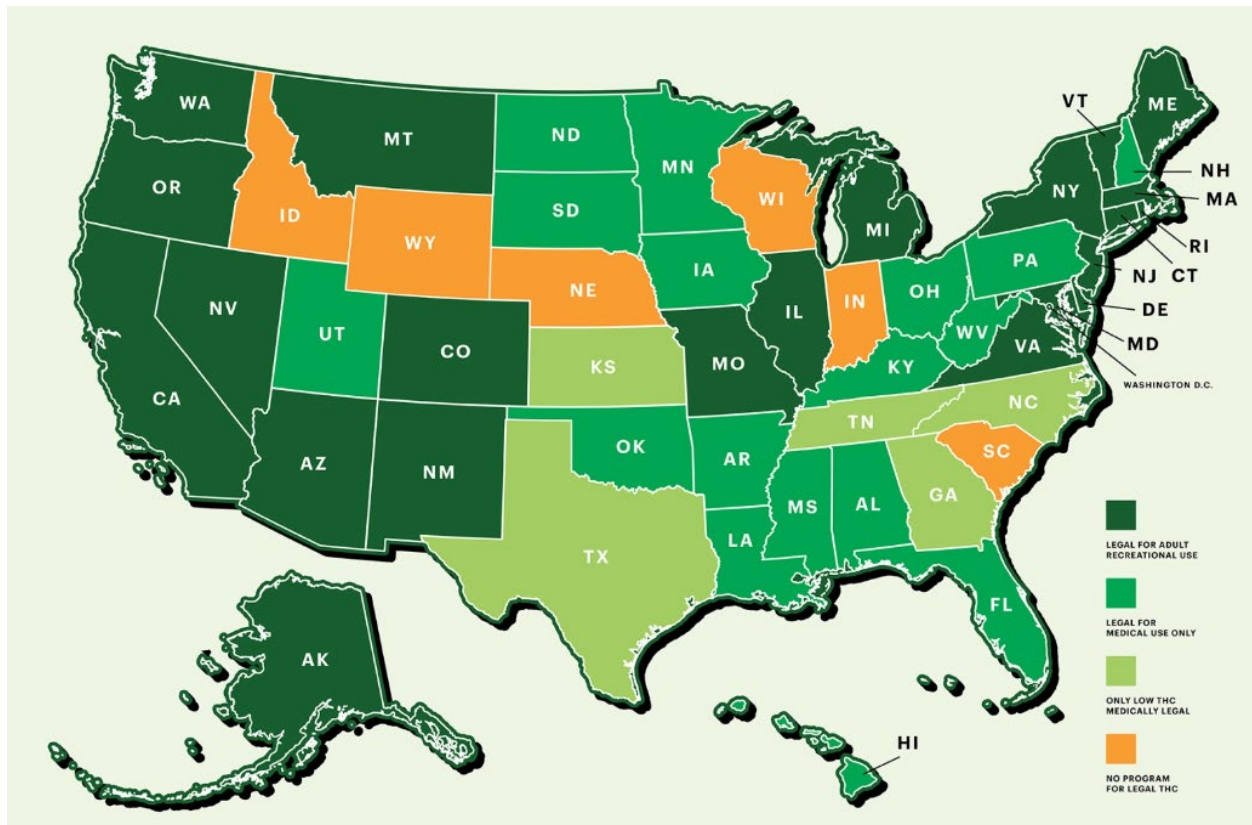 WA
MT
ND
MN
VT
ME
OR
ID
WY
SD
WI
MI
NY
NH
MA
RI
NJ CT
DE
MD
WASHINGTON D.C.
NV
UT
CO
NE
IA
IL
IN
OH
PA
WV
VA
KY
CA
AZ
NM
KS
MO
OK
AR
TN
NC
SC
TX
LA
MS
AL
GA
FL
AK
HI
LEGAL FOR ADULT
RECREATIONAL USE
LEGAL FOR
MEDICAL USE ONLY
ONLY LOW THC
MEDICALLY LEGAL
NO PROGRAM
FOR LEGAL THC